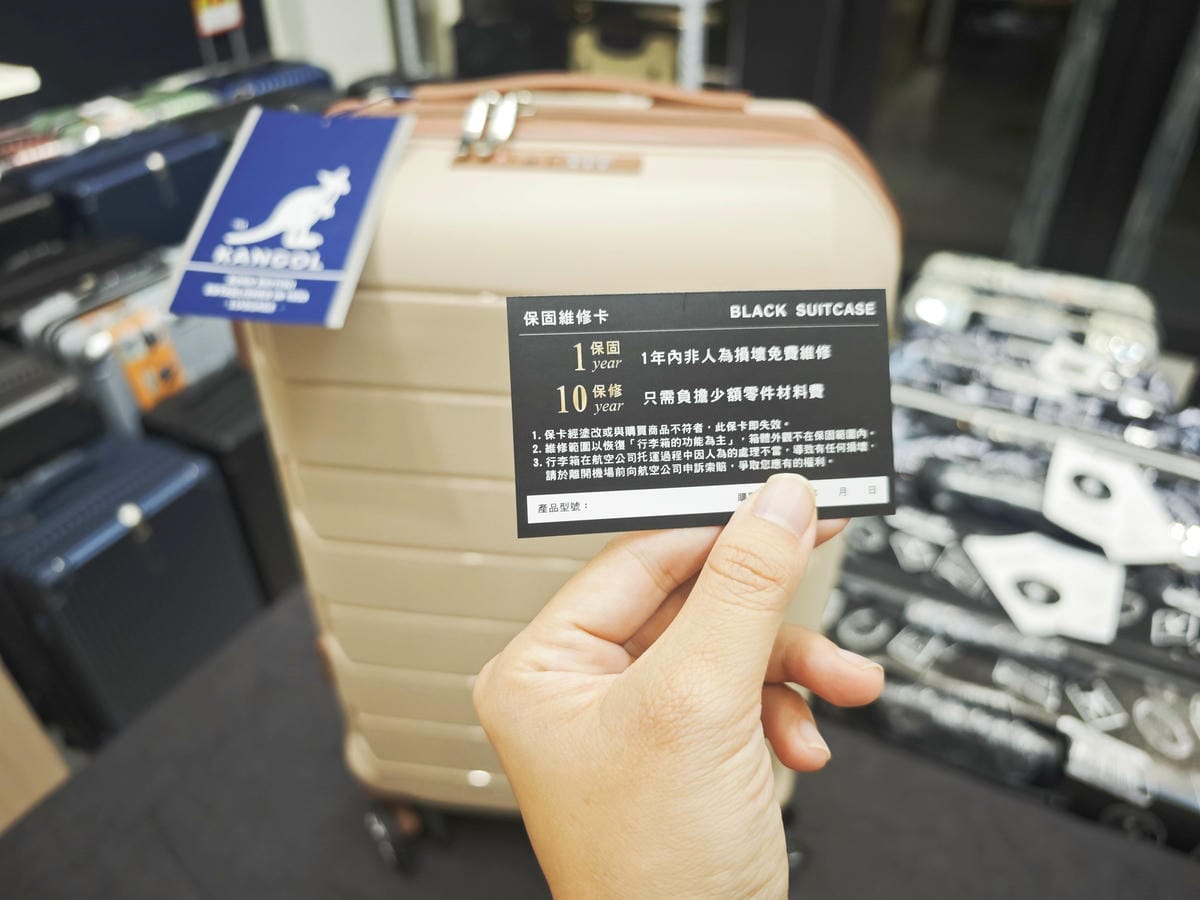 KANGOL
保固維修卡
BLACK SUITCASE
1 year 保固
1年內非人為損壞免費維修
10 year 保修
只需負擔少額零件材料費
1. 保卡經塗改或與購買商品不符者，此保卡即失效。
2. 維修範圍以恢復「行李箱的功能為主」，箱體外觀不在保固範圍內。
3. 行李箱在航空公司托運過程中因人為的處理不當，導致有任何損壞，
請於離開機場前向航空公司申訴索賠，爭取您應有的權利。
產品型號：
購 月 日